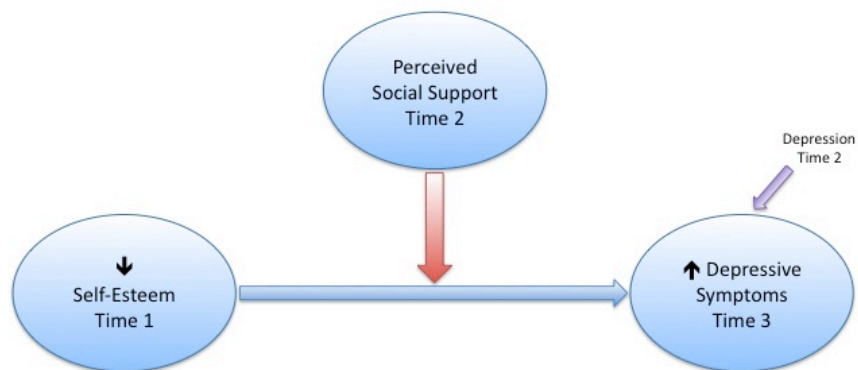 Perceived
Social Support
Time 2
Depression
Time 2
↓
Self-Esteem
Time 1
↑ Depressive
Symptoms
Time 3